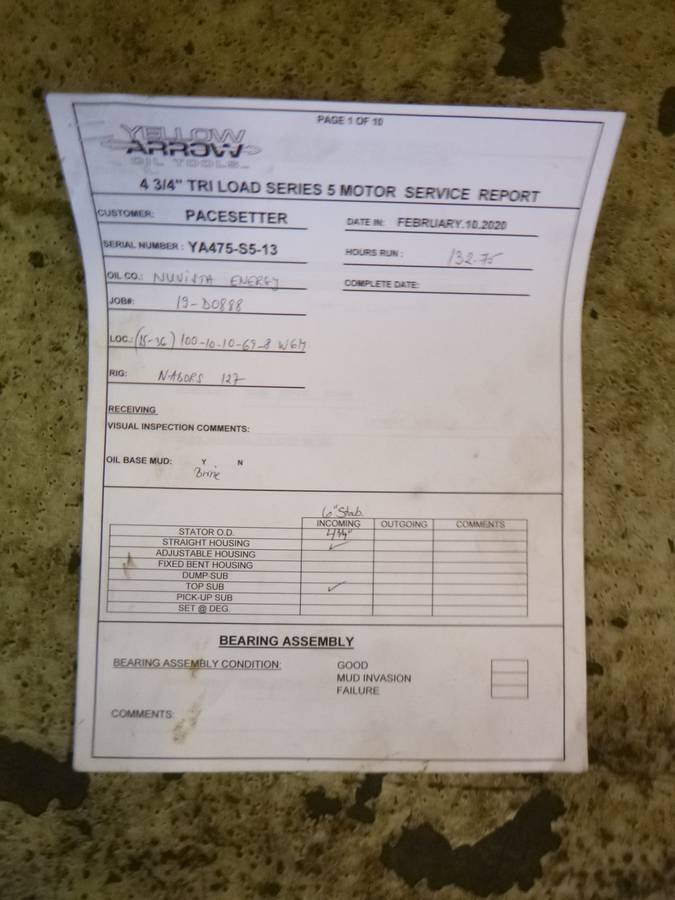 PAGE 1 OF 10
YELLOW
ARROW
OIL TOOLS
4 3/4" TRI LOAD SERIES 5 MOTOR SERVICE REPORT
CUSTOMER: PACESETTER
DATE IN: FEBRUARY.10.2020
SERIAL NUMBER : YA475-S5-13
HOURS RUN : 132.75
OIL CO.: NUVISTA ENERGY
COMPLETE DATE:
JOB#: 19-D0888
LOC.: (15-36) 100-10-10-69-8 W6M
RIG: NABORS 127
RECEIVING
VISUAL INSPECTION COMMENTS:
OIL BASE MUD: Y N
Brine
6" Stab.
INCOMING OUTGOING COMMENTS
STATOR O.D. 4 3/4"
STRAIGHT HOUSING
ADJUSTABLE HOUSING ✓
FIXED BENT HOUSING
DUMP SUB
TOP SUB ✓
PICK-UP SUB
SET @ DEG.
BEARING ASSEMBLY
BEARING ASSEMBLY CONDITION: GOOD
MUD INVASION
FAILURE
COMMENTS: